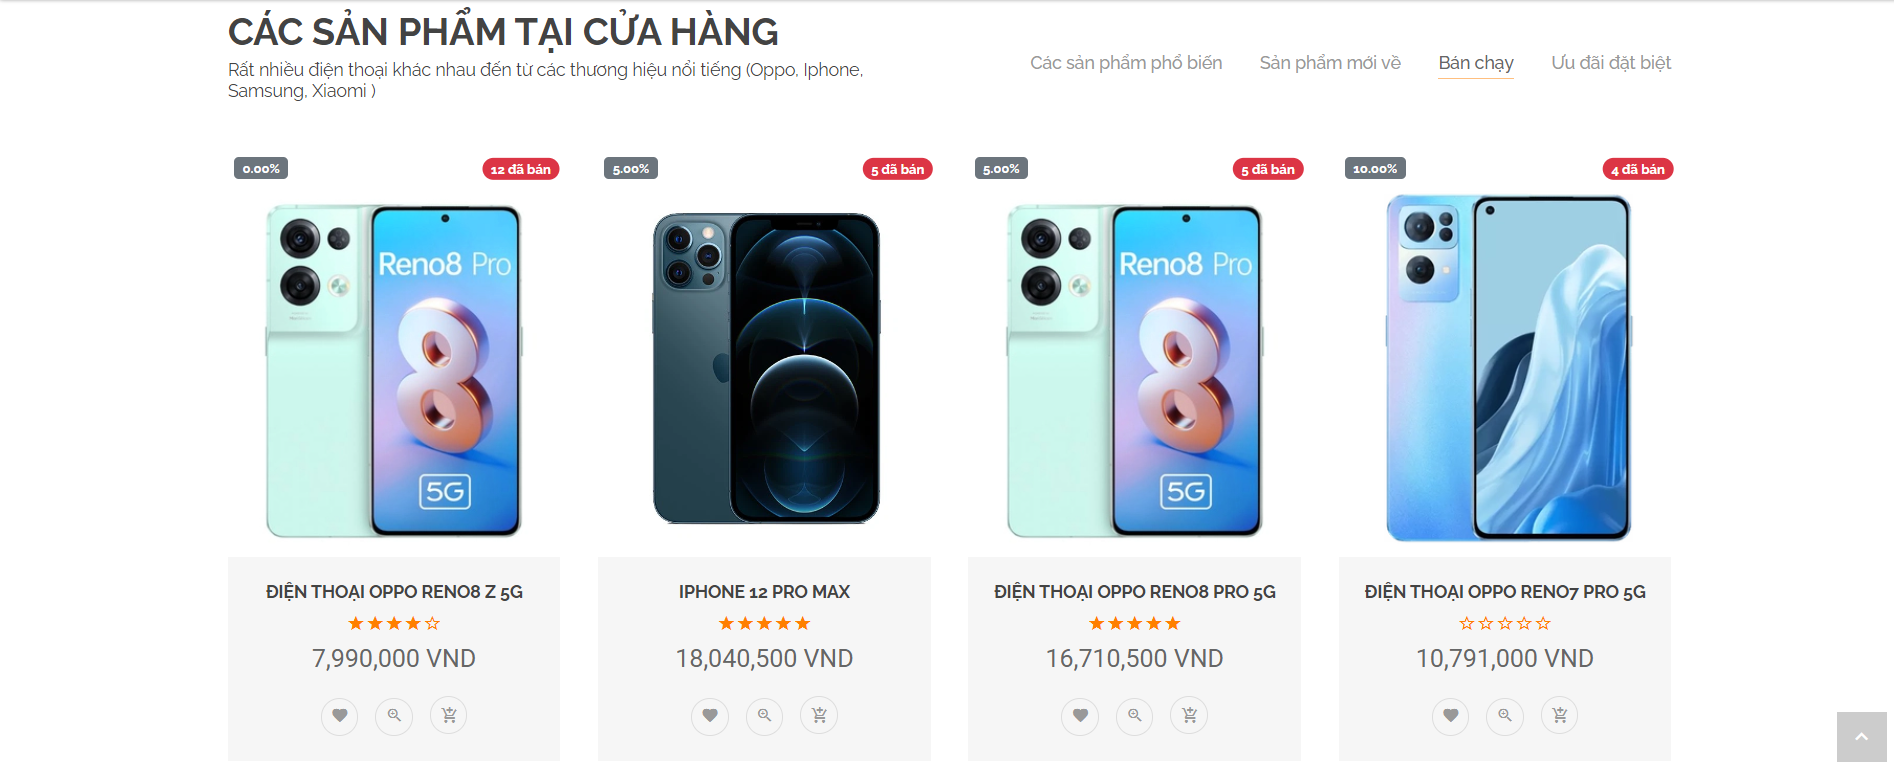 CÁC SẢN PHẨM TẠI CỬA HÀNG
Rất nhiều điện thoại khác nhau đến từ các thương hiệu nổi tiếng (Oppo, Iphone,
Samsung, Xiaomi )
Các sản phẩm phổ biến
Sản phẩm mới về
Bán chạy
Ưu đãi đặt biệt
0.00%
12 đã bán
Reno8 Pro
5G
ĐIỆN THOẠI OPPO RENO8 Z 5G
7,990,000 VND
5.00%
5 đã bán
IPHONE 12 PRO MAX
18,040,500 VND
5.00%
5 đã bán
Reno8 Pro
5G
ĐIỆN THOẠI OPPO RENO8 PRO 5G
16,710,500 VND
10.00%
4 đã bán
ĐIỆN THOẠI OPPO RENO7 PRO 5G
10,791,000 VND